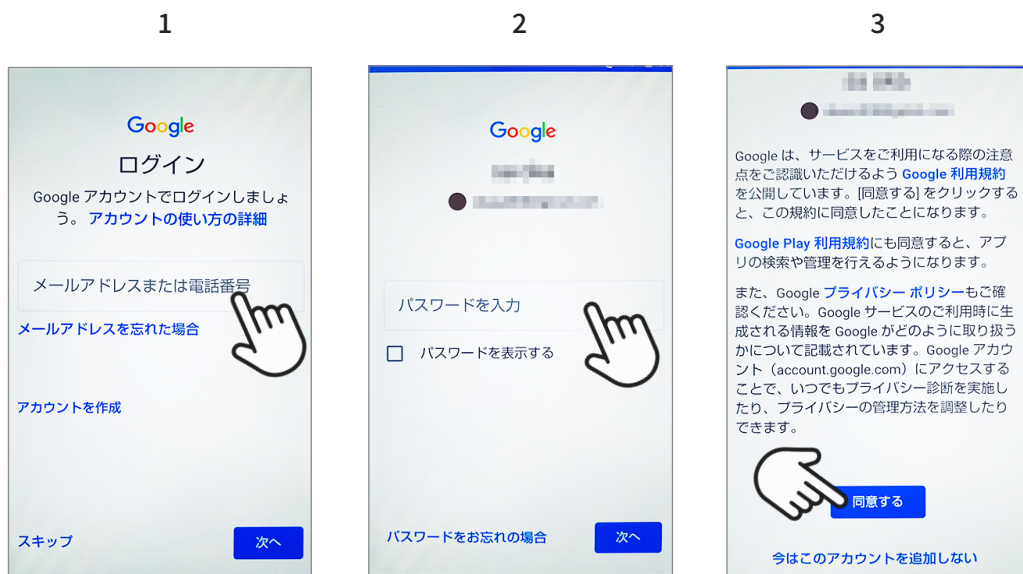 1
Google
ログイン
Google アカウントでログインしましょ
う。 アカウントの使い方の詳細
メールアドレスまたは電話番号
メールアドレスを忘れた場合
アカウントを作成
スキップ
次へ
2
Google
パスワードを入力
パスワードを表示する
パスワードをお忘れの場合
次へ
3
Google は、サービスをご利用になる際の注意
点をご認識いただけるよう Google 利用規約
を公開しています。[同意する] をクリックする
と、この規約に同意したことになります。
Google Play 利用規約にも同意すると、アプ
リの検索や管理を行えるようになります。
また、Google プライバシー ポリシーもご確
認ください。Google サービスのご利用時に生
成される情報を Google がどのように取り扱う
かについて記載されています。Google アカウ
ント（account.google.com）にアクセスする
ことで、いつでもプライバシー診断を実施し
たり、プライバシーの管理方法を調整したり
できます。
同意する
今はこのアカウントを追加しない